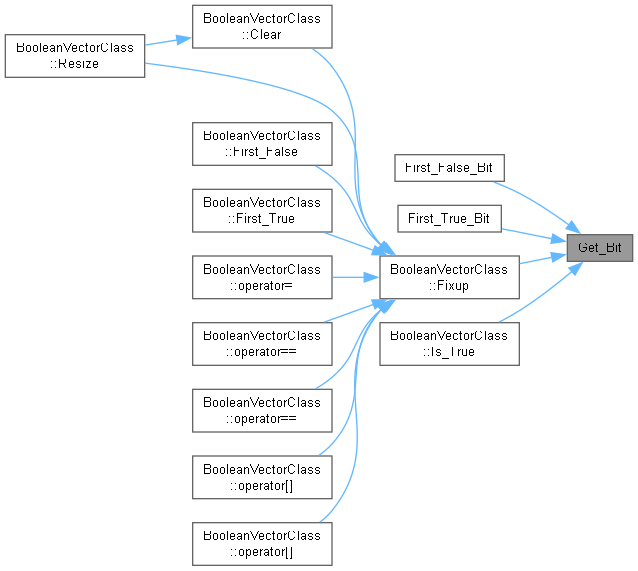 BooleanVectorClass
::Clear
BooleanVectorClass
::Resize
BooleanVectorClass
::First_False
BooleanVectorClass
::First_True
BooleanVectorClass
::operator=
BooleanVectorClass
::operator==
BooleanVectorClass
::operator==
BooleanVectorClass
::operator[]
BooleanVectorClass
::operator[]
First_False_Bit
First_True_Bit
BooleanVectorClass
::Fixup
BooleanVectorClass
::Is_True
Get_Bit